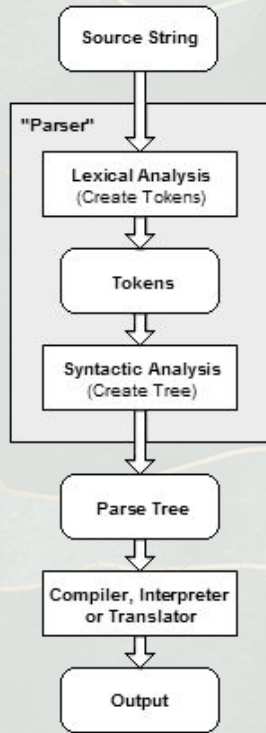 Source String
"Parser"
Lexical Analysis
(Create Tokens)
Tokens
Syntactic Analysis
(Create Tree)
Parse Tree
Compiler, Interpreter
or Translator
Output